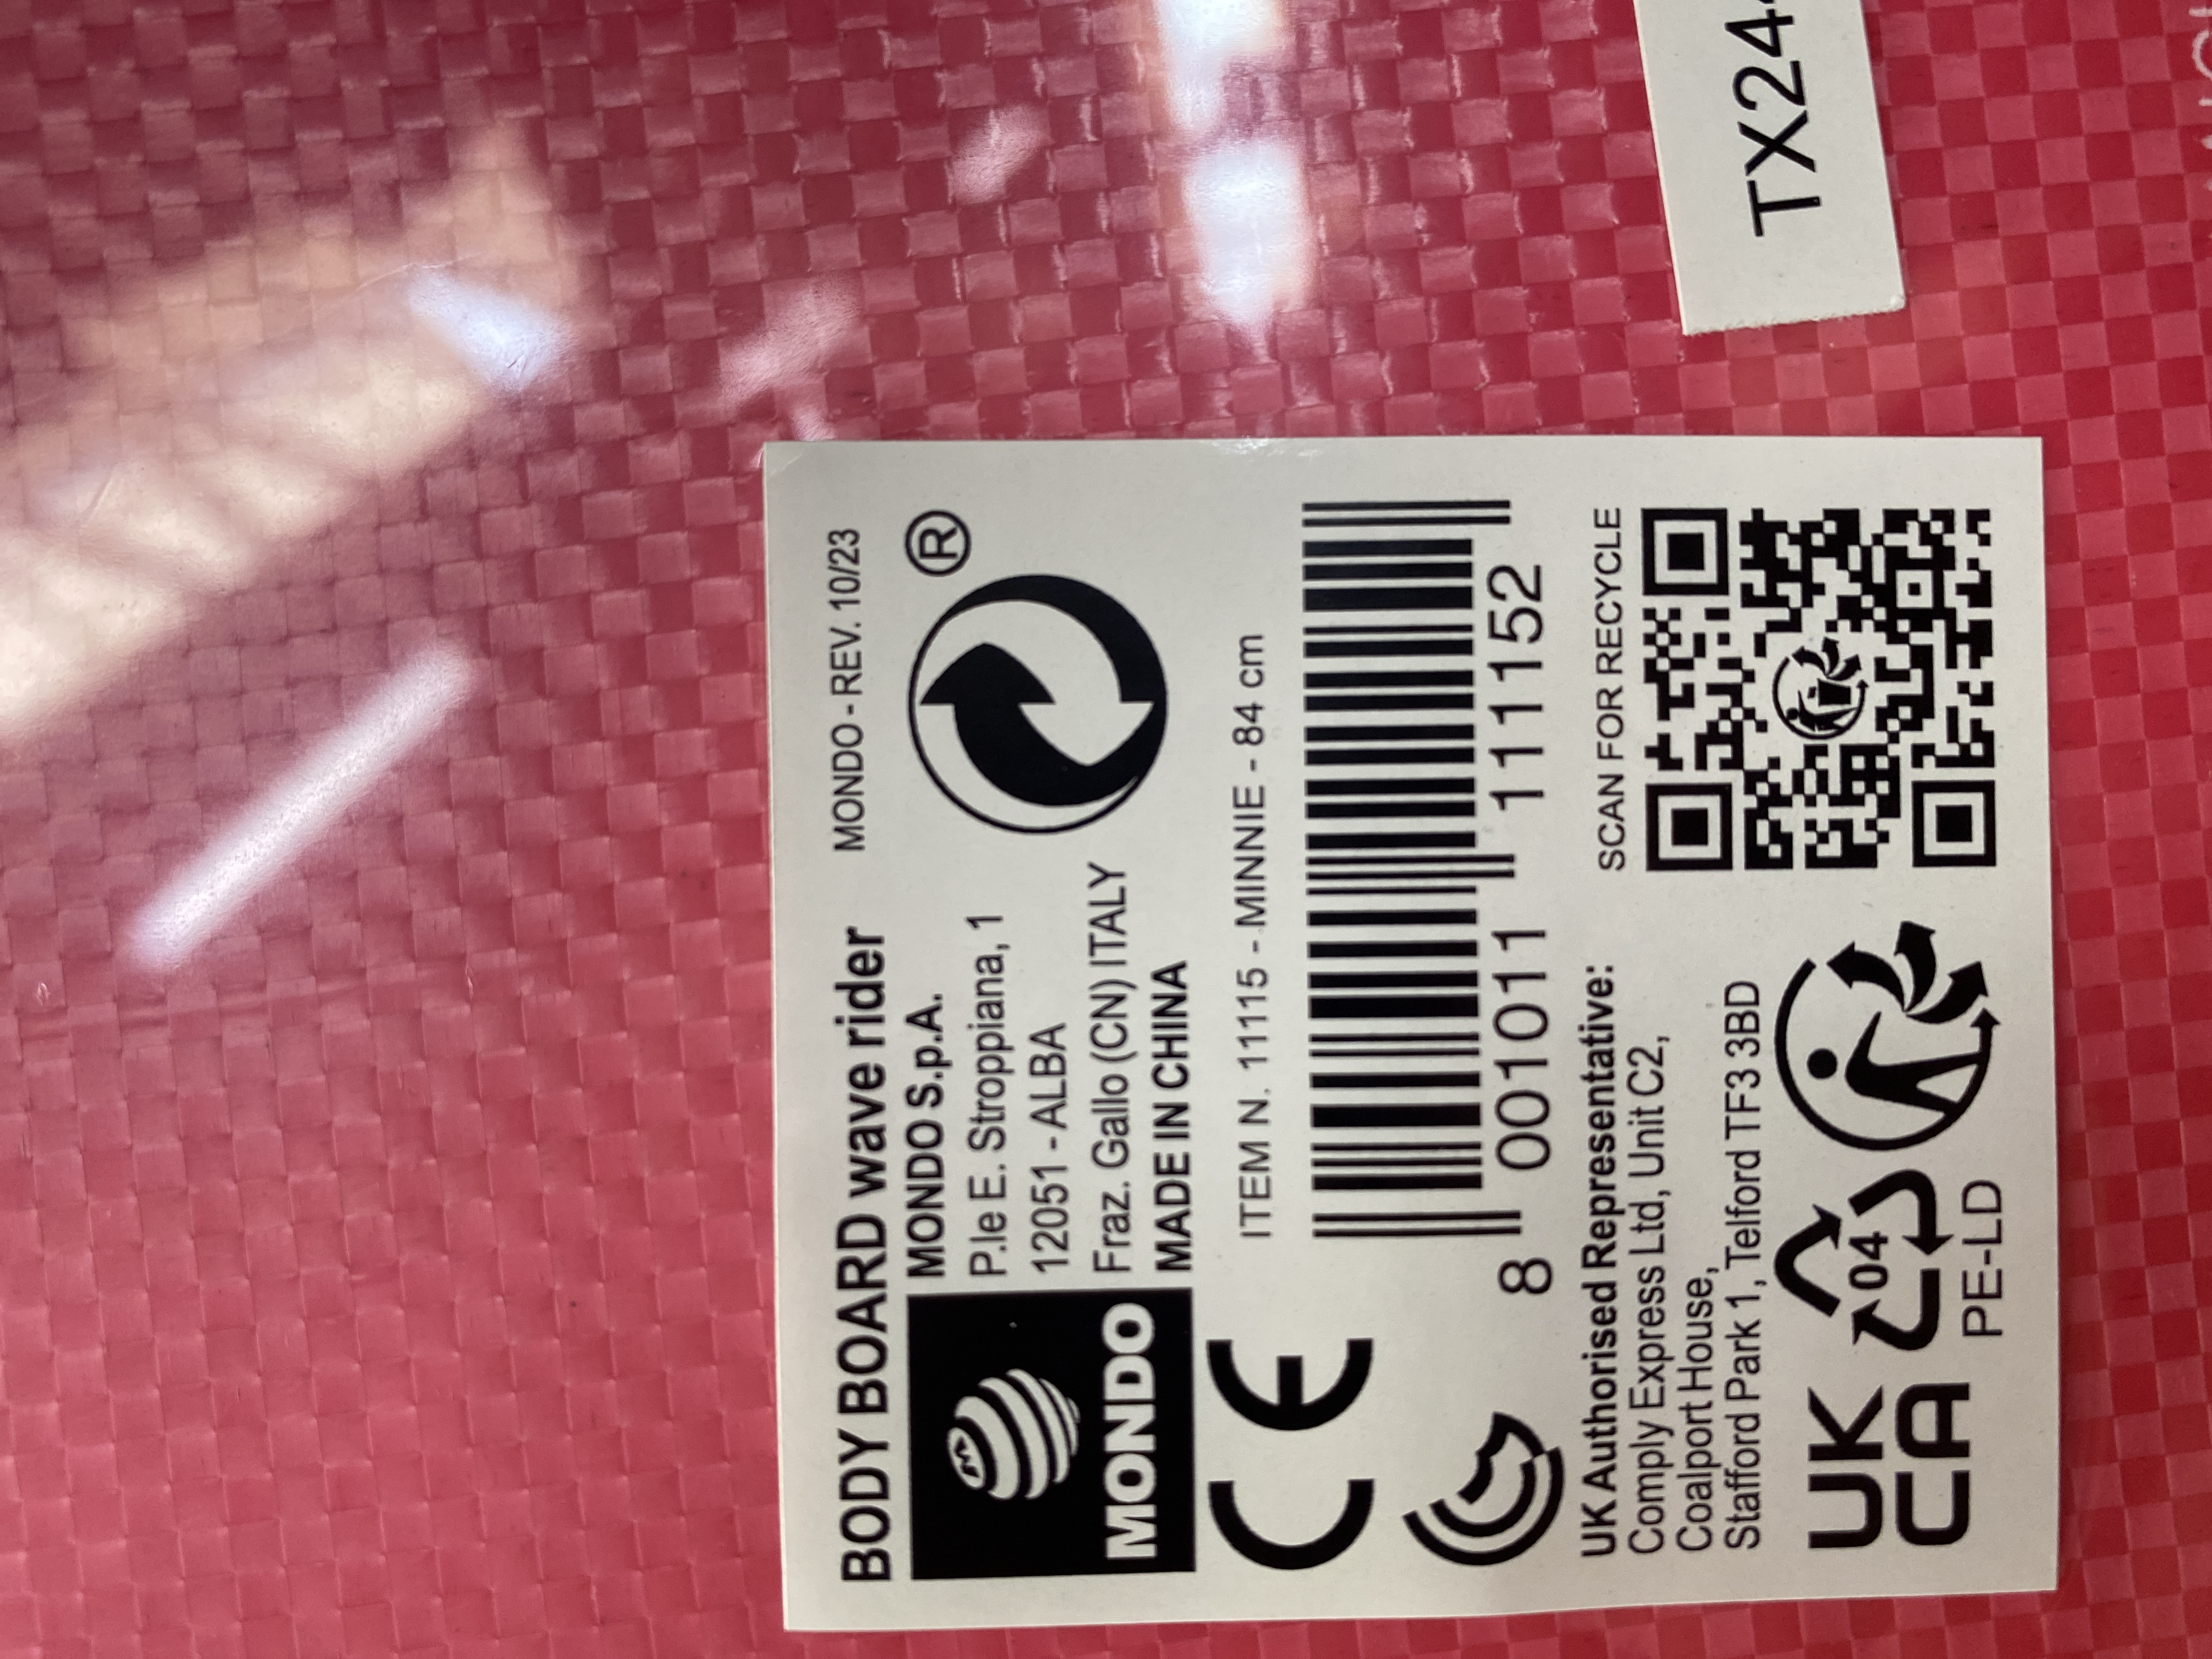 BODY BOARD wave rider MONDO - REV. 10/23
MONDO
MONDO S.p.A.
P.le E. Stroppiana, 1
12051 - ALBA
Fraz. Gallo (CN) ITALY
MADE IN CHINA
®
CE
ITEM N. 11115 - MINNIE - 84 cm
8 001011 111152
UK Authorised Representative:
Comply Express Ltd, Unit C2,
Coalport House,
Stafford Park 1, Telford TF3 3BD
SCAN FOR RECYCLE
UK
CA
04
PE-LD
TX24